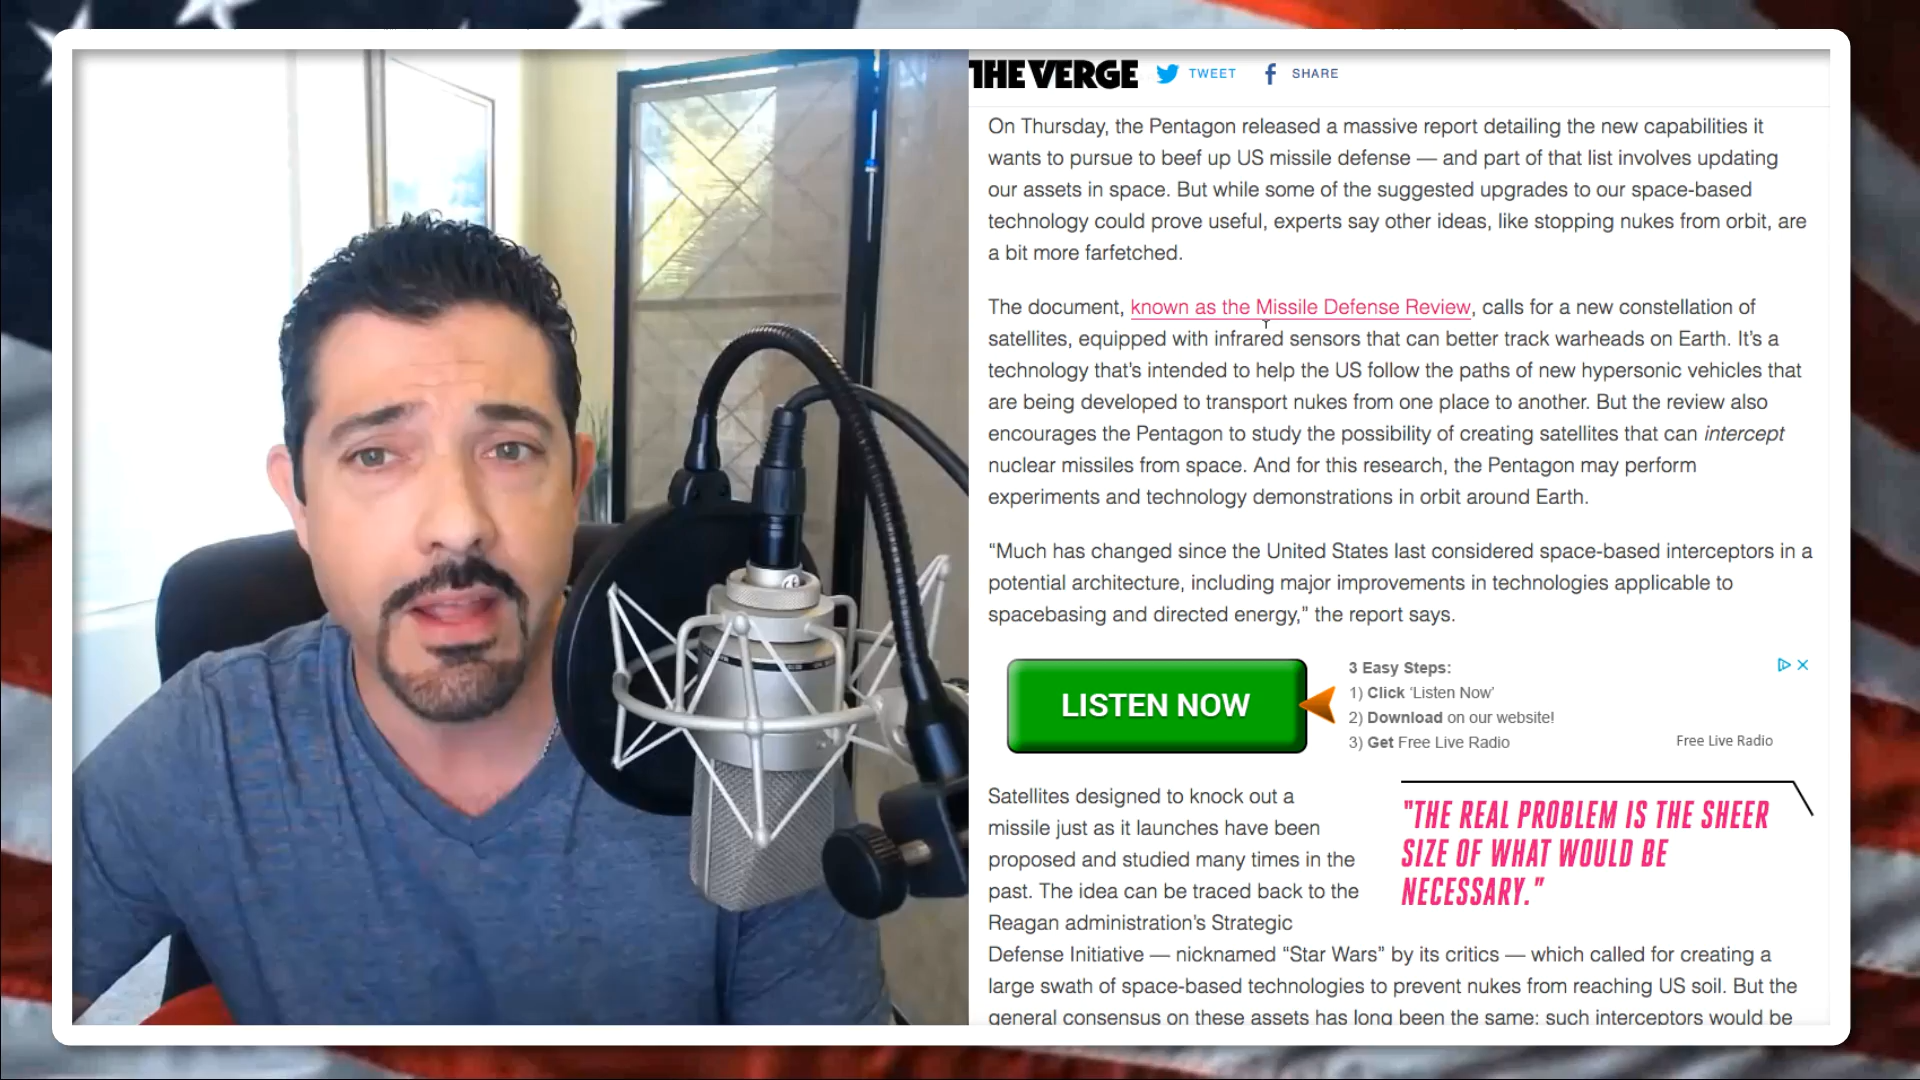 THE VERGE TWEET SHARE
On Thursday, the Pentagon released a massive report detailing the new capabilities it
wants to pursue to beef up US missile defense — and part of that list involves updating
our assets in space. But while some of the suggested upgrades to our space-based
technology could prove useful, experts say other ideas, like stopping nukes from orbit, are
a bit more farfetched.
The document, known as the Missile Defense Review, calls for a new constellation of
satellites, equipped with infrared sensors that can better track warheads on Earth. It’s a
technology that’s intended to help the US follow the paths of new hypersonic vehicles that
are being developed to transport nukes from one place to another. But the review also
encourages the Pentagon to study the possibility of creating satellites that can intercept
nuclear missiles from space. And for this research, the Pentagon may perform
experiments and technology demonstrations in orbit around Earth.
“Much has changed since the United States last considered space-based interceptors in a
potential architecture, including major improvements in technologies applicable to
spacebasing and directed energy,” the report says.
LISTEN NOW
3 Easy Steps:
1) Click ‘Listen Now’
2) Download on our website!
3) Get Free Live Radio
Free Live Radio
Satellites designed to knock out a
missile just as it launches have been
proposed and studied many times in the
past. The idea can be traced back to the
Reagan administration’s Strategic
Defense Initiative — nicknamed “Star Wars” by its critics — which called for creating a
large swath of space-based technologies to prevent nukes from reaching US soil. But the
general consensus on these assets has long been the same: such interceptors would be
"THE REAL PROBLEM IS THE SHEER
SIZE OF WHAT WOULD BE
NECESSARY."